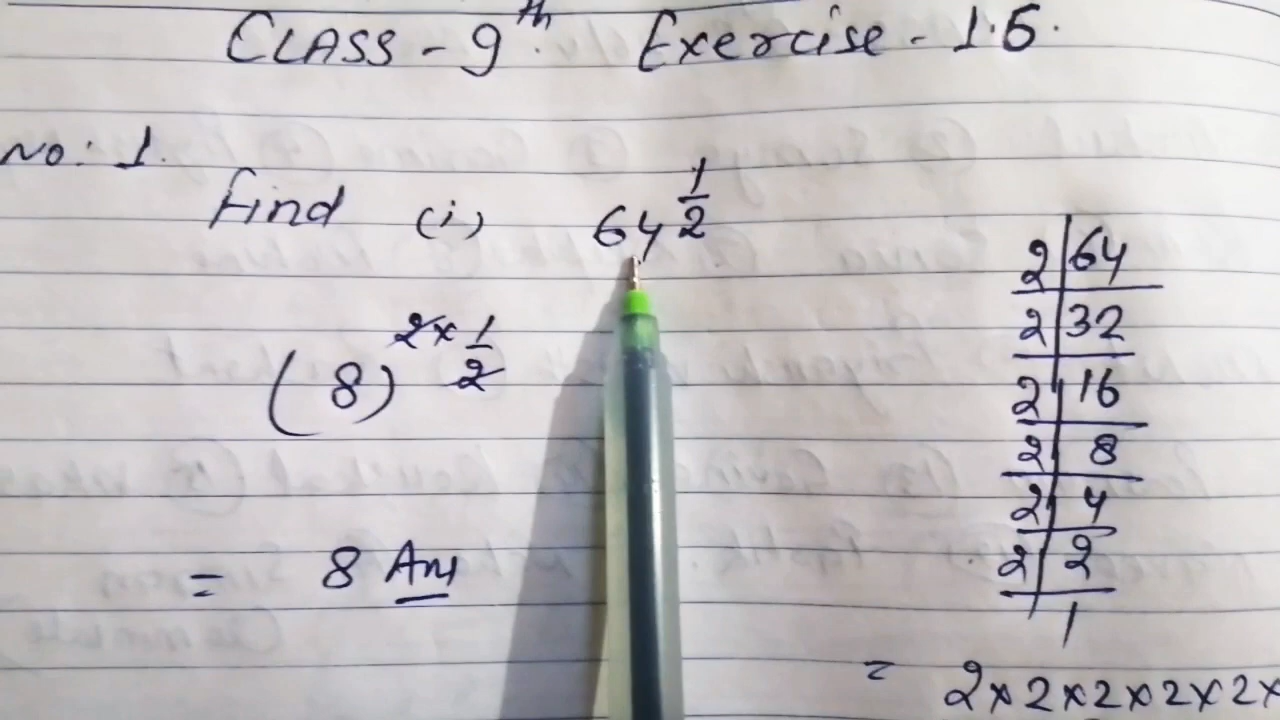 CLASS - 9th. Exercise - 1.5.
No: 1.
Find (i) 64^(1/2)
(8)^(2×1/2)
= 8 Ans
2|64
2|32
2|16
2|8
2|4
2|2
1
= 2×2×2×2×2×